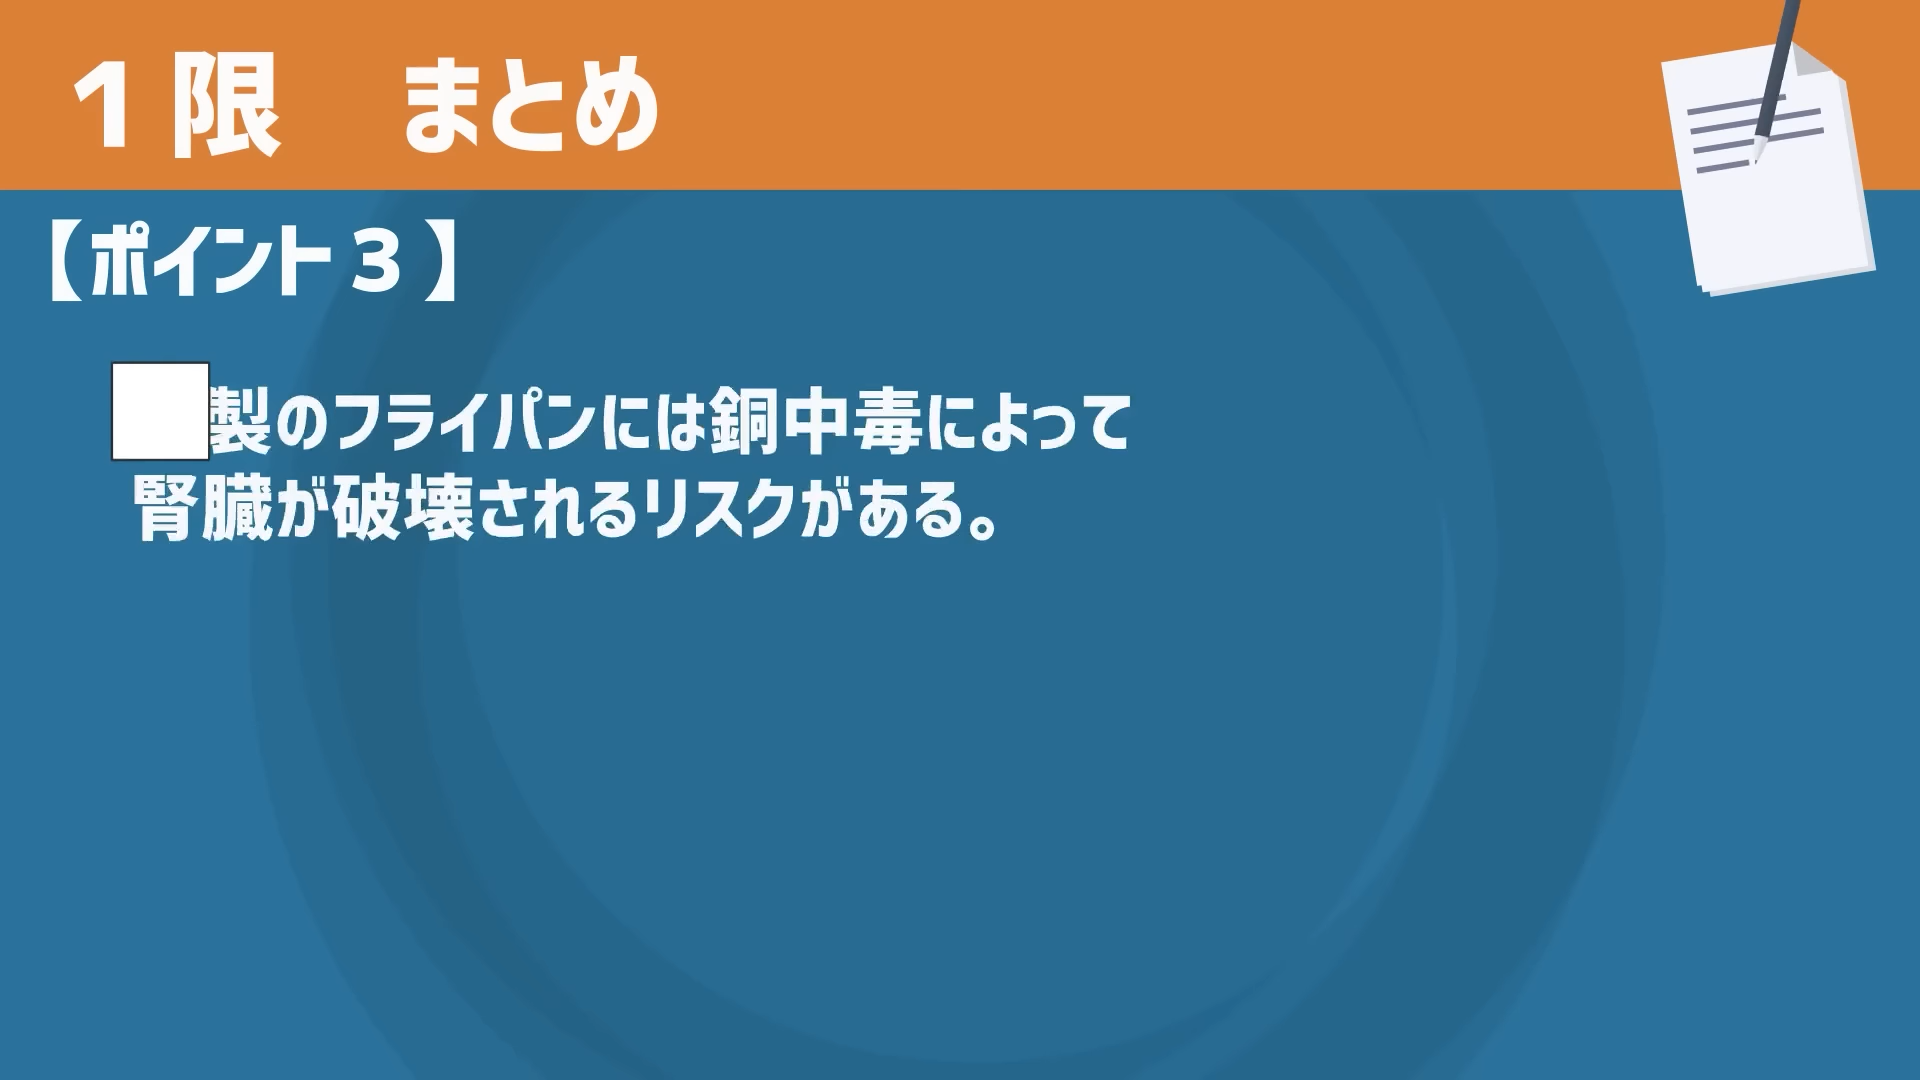 1限　まとめ
【ポイント3】
製のフライパンには銅中毒によって
腎臓が破壊されるリスクがある。